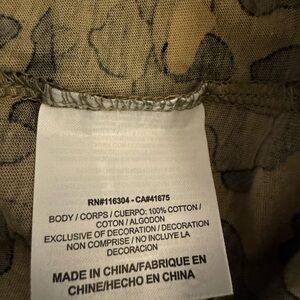 RN#116304 - CA#41675
BODY / CORPS / CUERPO: 100% COTTON /
COTON / ALGODON
EXCLUSIVE OF DECORATION / DECORATION
NON COMPRISE / NO INCLUYE LA
DECORACION
MADE IN CHINA/FABRIQUE EN
CHINE/HECHO EN CHINA